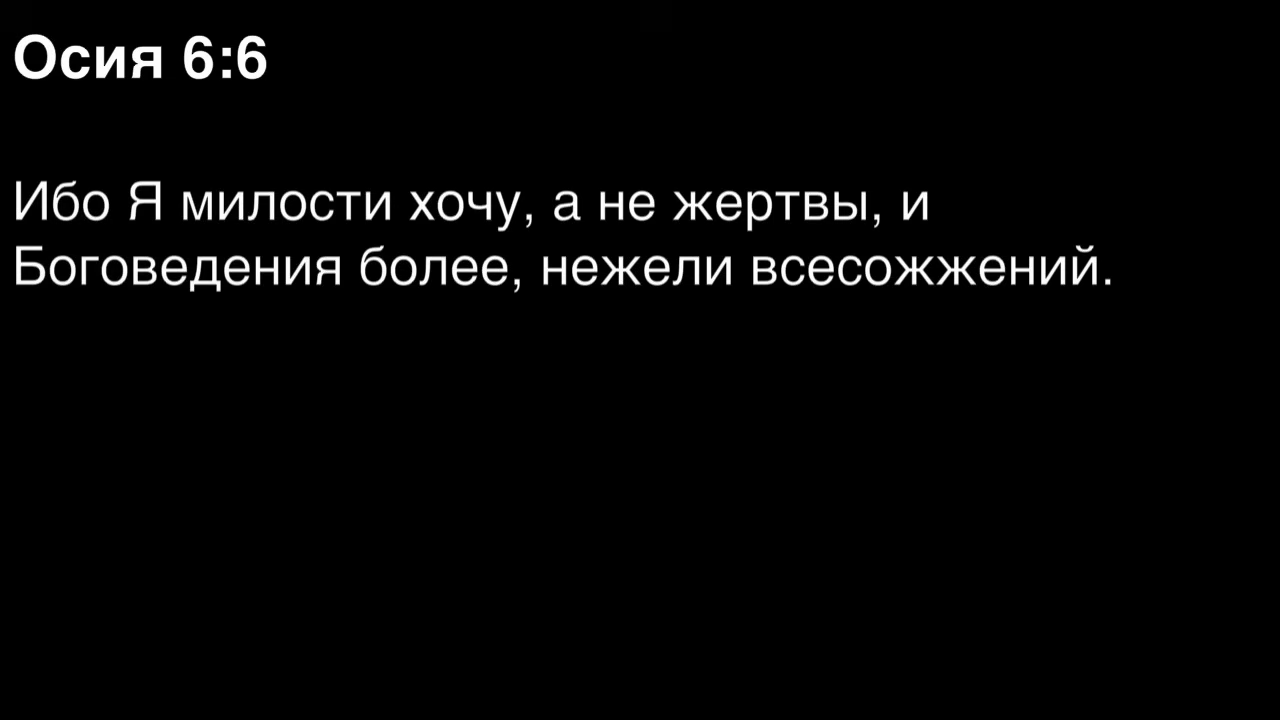 Осия 6:6
Ибо Я милости хочу, а не жертвы, и
Боговедения более, нежели всесожжений.